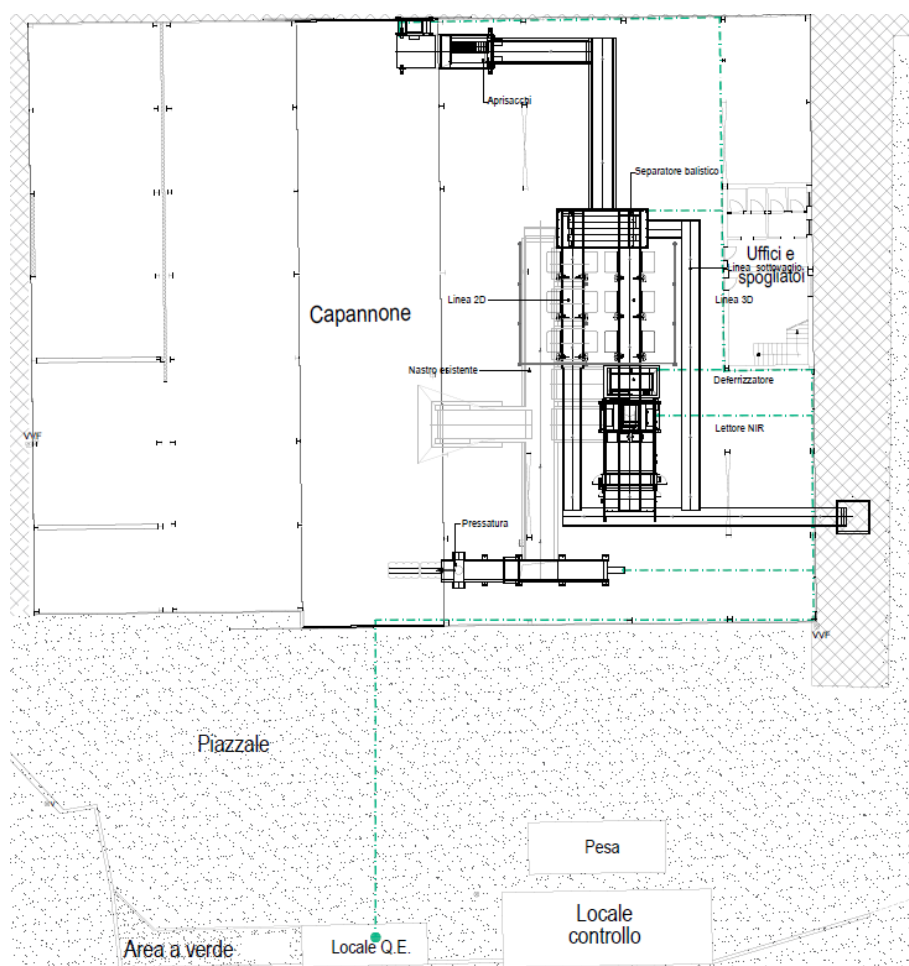 Aprisacchi
Separatore balistico
Uffici e
spogliatoi
Linea sottovaglio
Linea 2D
Linea 3D
Capannone
Nastro esistente
Deferrizzatore
Lettore NIR
VVF
Pressatura
VVF
Piazzale
Pesa
Locale
controllo
Area a verde
Locale Q.E.